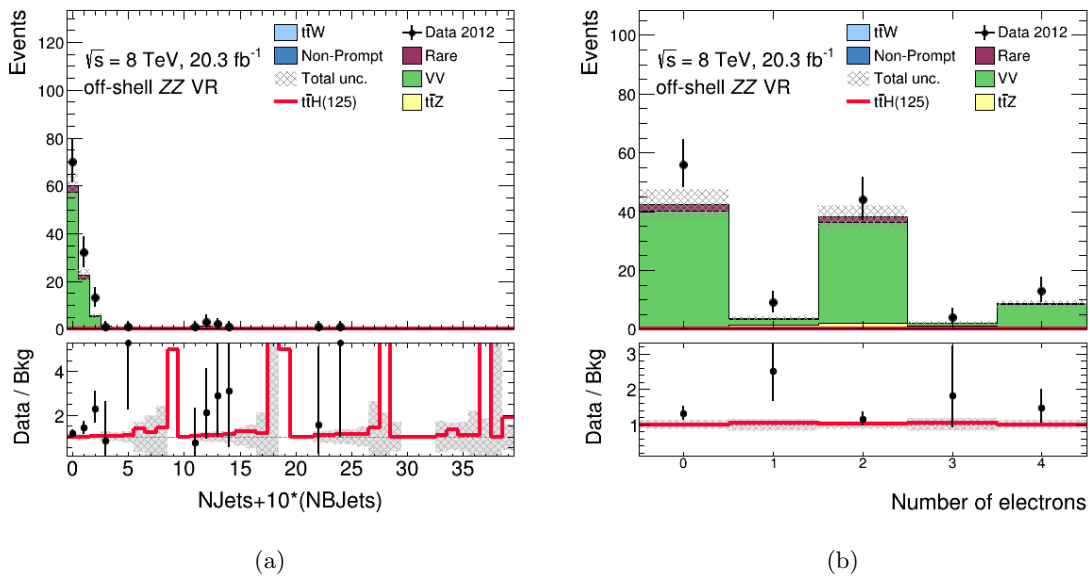 Events
120
100
80
60
40
20
0
√s = 8 TeV, 20.3 fb⁻¹
off-shell ZZ VR
tt̄W
Non-Prompt
Total unc.
tt̄H(125)
Data 2012
Rare
VV
tt̄Z
Data / Bkg
4
2
0
5
10
15
20
25
30
35
NJets+10*(NBJets)
(a)
Events
100
80
60
40
20
0
√s = 8 TeV, 20.3 fb⁻¹
off-shell ZZ VR
tt̄W
Non-Prompt
Total unc.
tt̄H(125)
Data 2012
Rare
VV
tt̄Z
Data / Bkg
3
2
1
0
1
2
3
4
Number of electrons
(b)